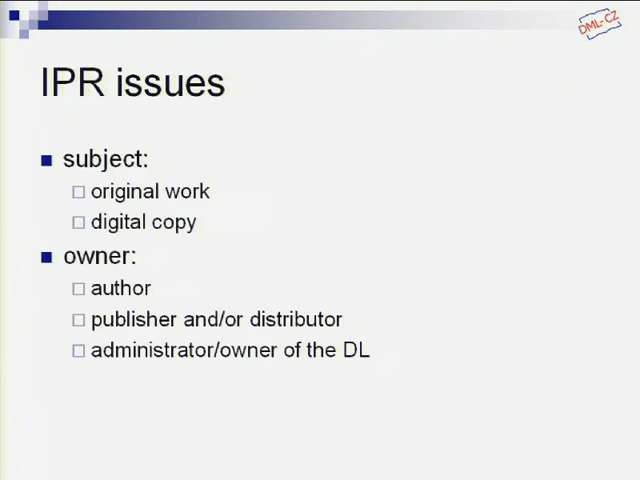 DML-CZ
IPR issues
subject:
original work
digital copy
owner:
author
publisher and/or distributor
administrator/owner of the DL